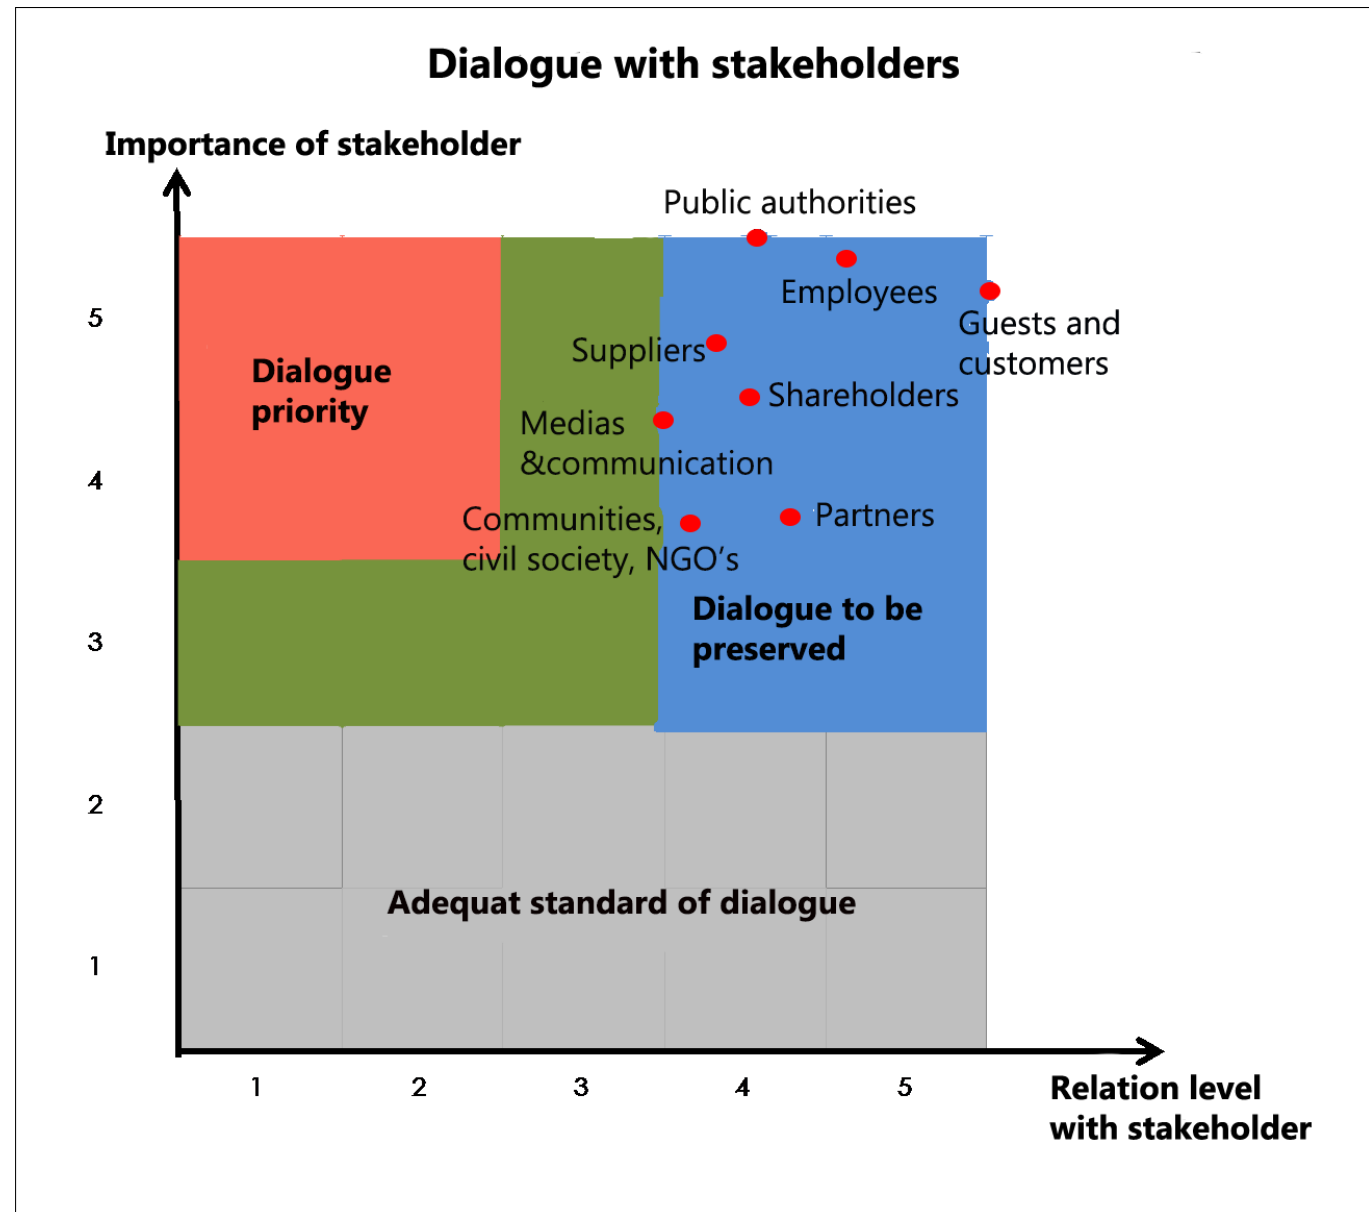 Dialogue with stakeholders
Importance of stakeholder
Public authorities
Employees
Guests and
customers
5
Suppliers
Dialogue
priority
Shareholders
Medias
&communication
4
Communities,
civil society, NGO’s
Partners
Dialogue to be
preserved
3
2
Adequat standard of dialogue
1
1 2 3 4 5
Relation level
with stakeholder